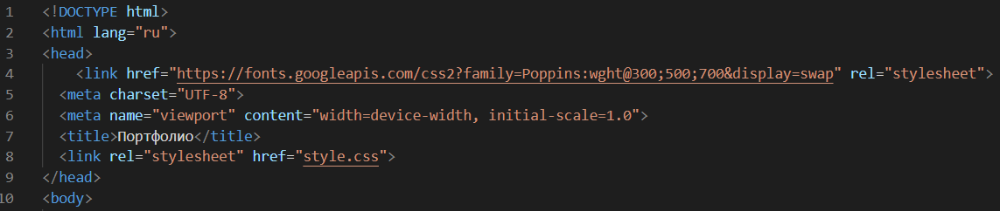 1 <!DOCTYPE html>
2 <html lang="ru">
3 <head>
4 <link href="https://fonts.googleapis.com/css2?family=Poppins:wght@300;500;700&display=swap" rel="stylesheet">
5 <meta charset="UTF-8">
6 <meta name="viewport" content="width=device-width, initial-scale=1.0">
7 <title>Портфолио</title>
8 <link rel="stylesheet" href="style.css">
9 </head>
10 <body>